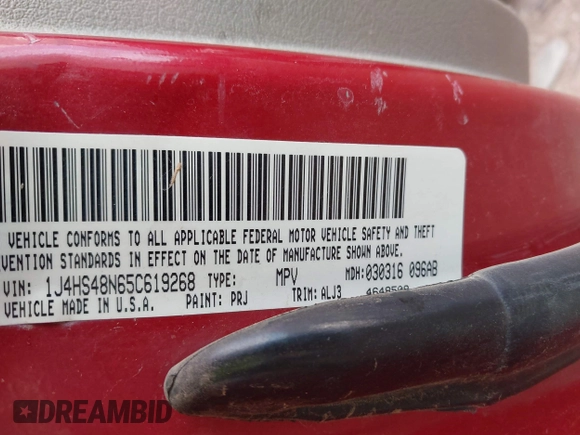 VEHICLE CONFORMS TO ALL APPLICABLE FEDERAL MOTOR VEHICLE SAFETY AND THEFT
VENTION STANDARDS IN EFFECT ON THE DATE OF MANUFACTURE SHOWN ABOVE.
VIN: 1J4HS48N65C619268 TYPE: MPV MDH:030316 096AB
VEHICLE MADE IN U.S.A. PAINT: PRJ TRIM:ALJ3
DREAMBID